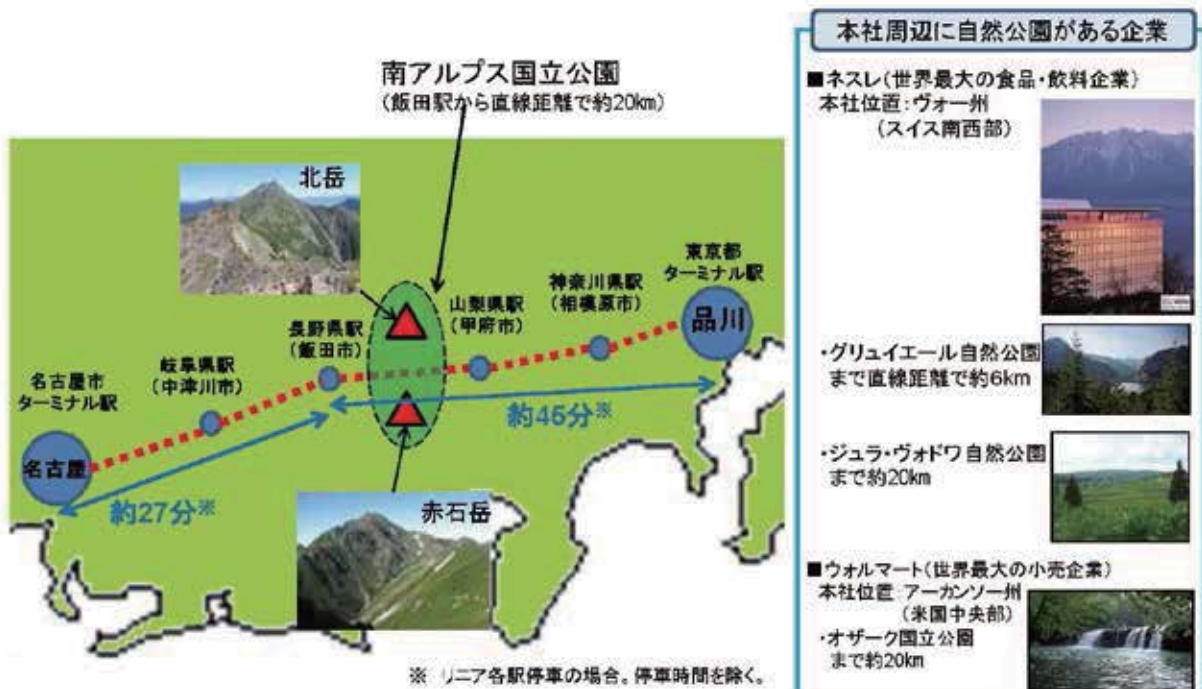 南アルプス国立公園
(飯田駅から直線距離で約20km)
北岳
東京都
ターミナル駅
神奈川県駅
(相模原市)
山梨県駅
(甲府市)
品川
長野県駅
(飯田市)
岐阜県駅
(中津川市)
名古屋市
ターミナル駅
約45分※
名古屋
約27分※
赤石岳
※ リニア各駅停車の場合。停車時間を除く。
本社周辺に自然公園がある企業
■ネスレ(世界最大の食品・飲料企業)
本社位置:ヴォー州
(スイス南西部)
・グリュイエール自然公園
まで直線距離で約6km
・ジュラ・ヴォドワ自然公園
まで約20km
■ウォルマート(世界最大の小売企業)
本社位置:アーカンソー州
(米国中央部)
・オザーク国立公園
まで約20km